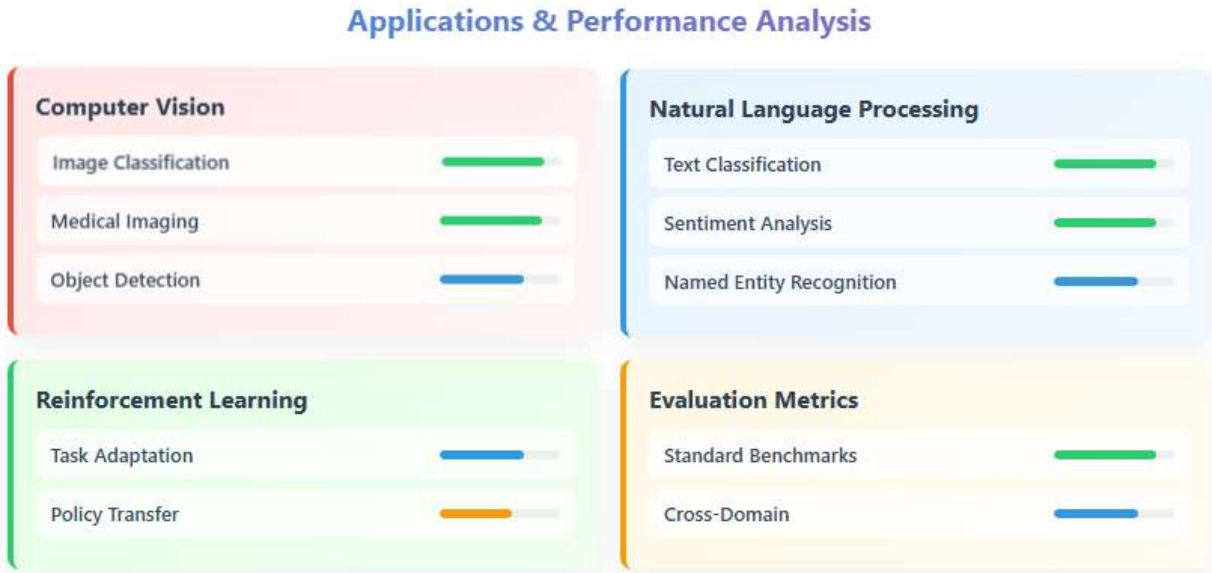 Applications & Performance Analysis
Computer Vision
Image Classification
Medical Imaging
Object Detection
Natural Language Processing
Text Classification
Sentiment Analysis
Named Entity Recognition
Reinforcement Learning
Task Adaptation
Policy Transfer
Evaluation Metrics
Standard Benchmarks
Cross-Domain